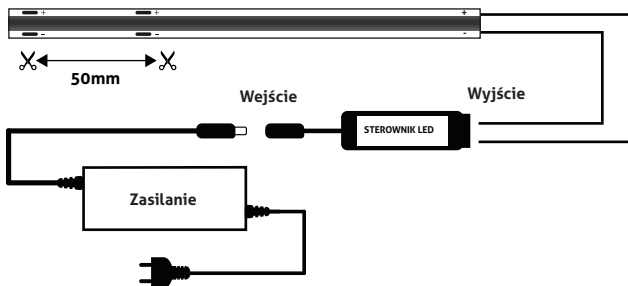 + + +
- - -
50mm
Wejście Wyjście
STEROWNIK LED
Zasilanie